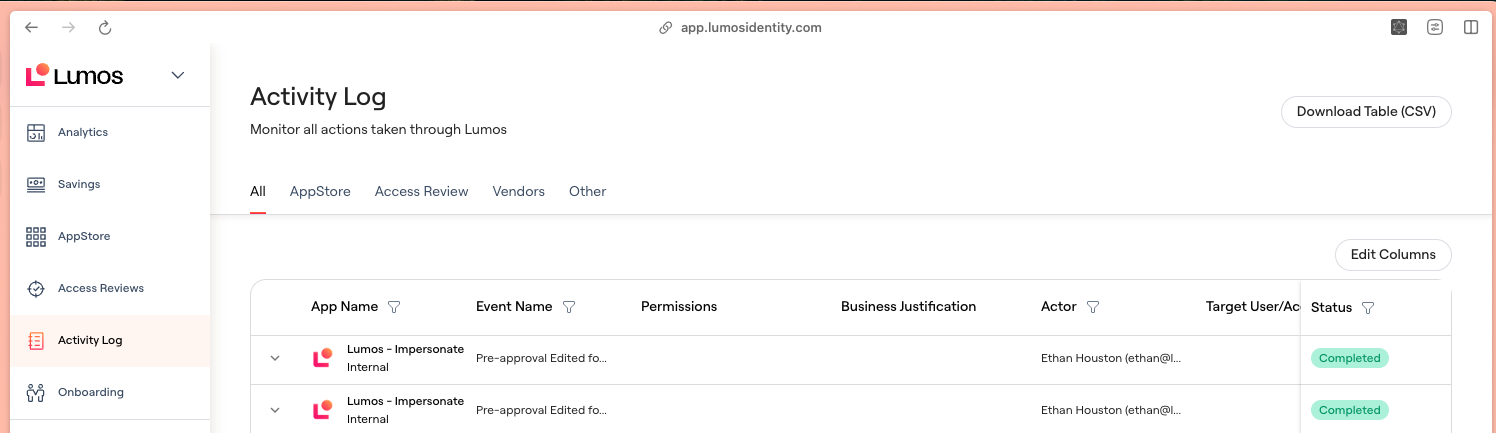 app.lumosidentity.com
Lumos
Analytics
Savings
AppStore
Access Reviews
Activity Log
Onboarding
Activity Log
Monitor all actions taken through Lumos
Download Table (CSV)
All AppStore Access Review Vendors Other
Edit Columns
App Name Event Name Permissions Business Justification Actor Target User/Acc Status
Lumos - Impersonate
Internal
Pre-approval Edited fo... Ethan Houston (ethan@l... Completed
Lumos - Impersonate
Internal
Pre-approval Edited fo... Ethan Houston (ethan@l... Completed